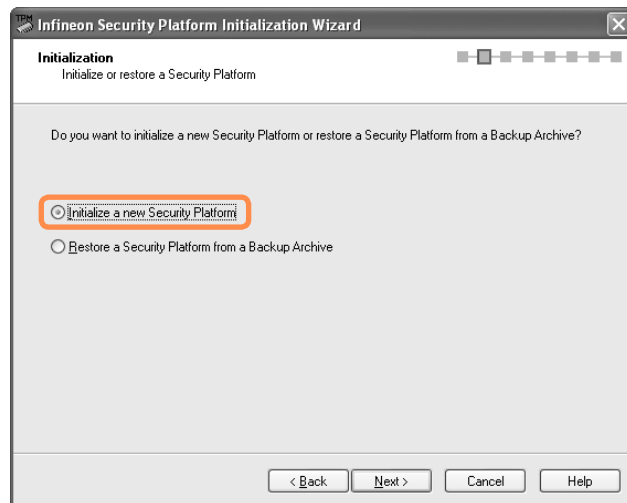 TPM
Infineon Security Platform Initialization Wizard
Initialization
Initialize or restore a Security Platform
Do you want to initialize a new Security Platform or restore a Security Platform from a Backup Archive?
Initialize a new Security Platform
Restore a Security Platform from a Backup Archive
< Back
Next >
Cancel
Help